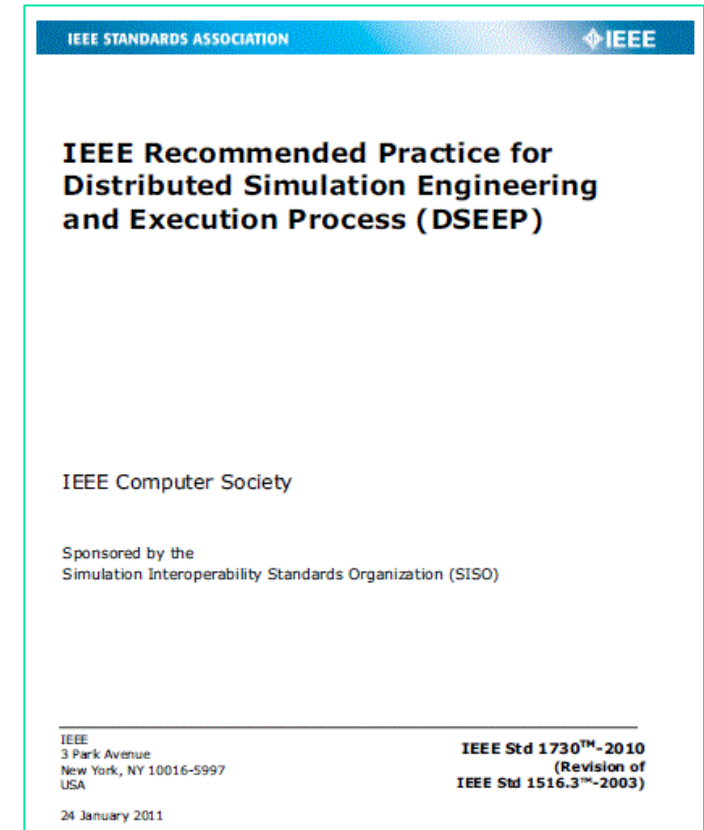 IEEE STANDARDS ASSOCIATION
IEEE
IEEE Recommended Practice for
Distributed Simulation Engineering
and Execution Process (DSEEP)
IEEE Computer Society
Sponsored by the
Simulation Interoperability Standards Organization (SISO)
IEEE
3 Park Avenue
New York, NY 10016-5997
USA
24 January 2011
IEEE Std 1730™-2010
(Revision of
IEEE Std 1516.3™-2003)